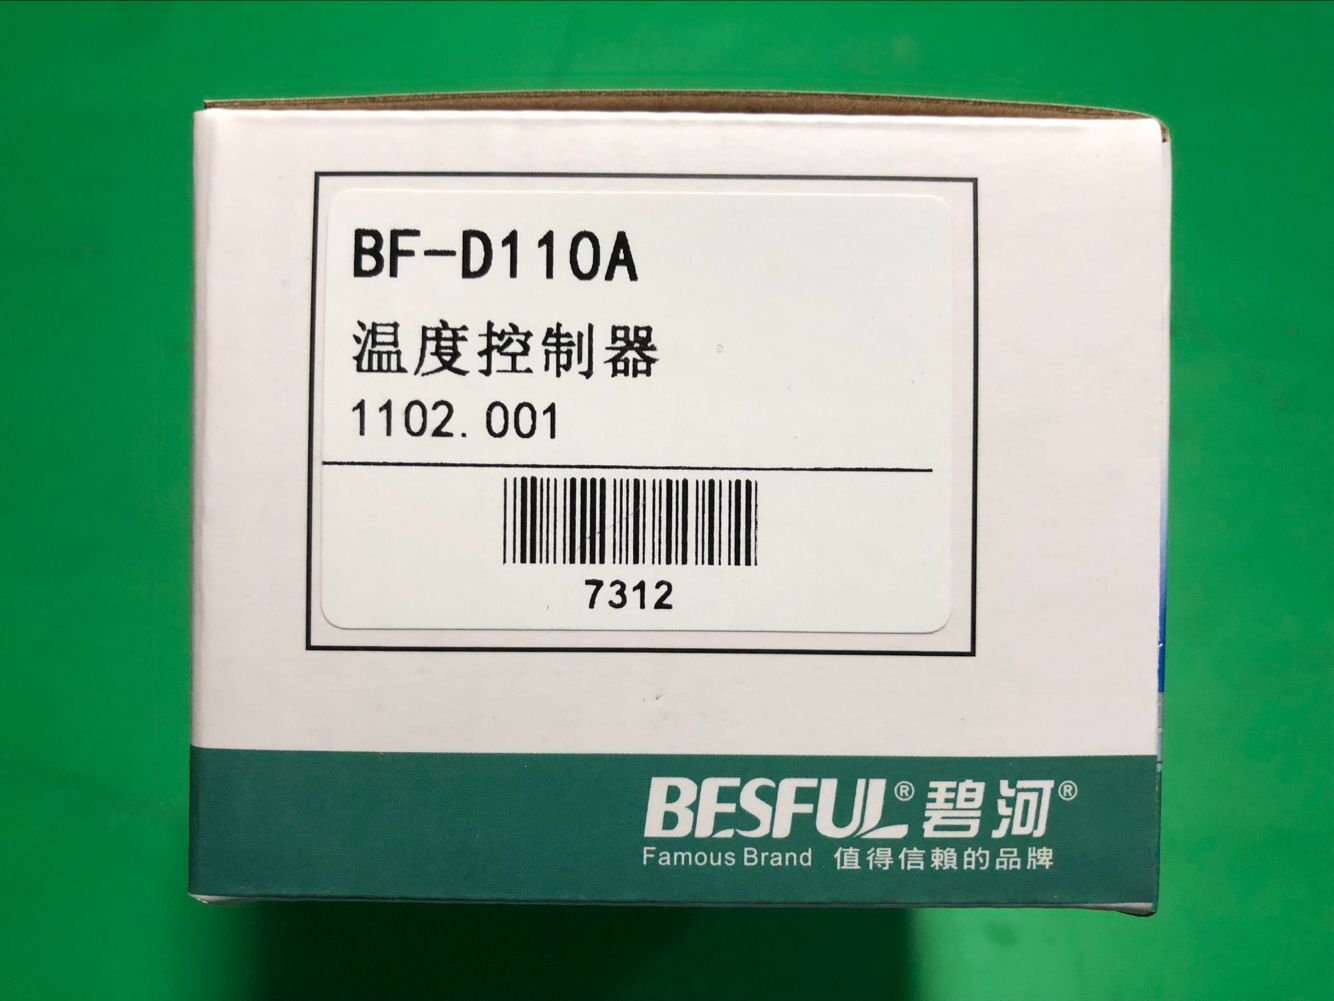 BF-D110A
温度控制器
1102.001
7312
BESFUL® 碧河®
Famous Brand 值得信賴的品牌